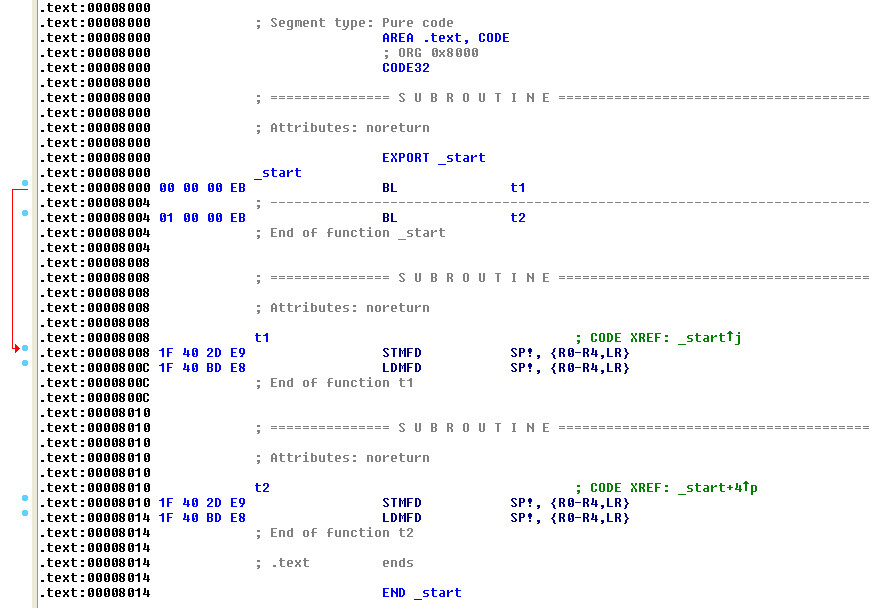 .text:00008000
.text:00008000 ; Segment type: Pure code
.text:00008000 AREA .text, CODE
.text:00008000 ; ORG 0x8000
.text:00008000 CODE32
.text:00008000
.text:00008000 ; =============== S U B R O U T I N E =======================================
.text:00008000
.text:00008000 ; Attributes: noreturn
.text:00008000
.text:00008000 EXPORT _start
.text:00008000 _start
.text:00008000 00 00 00 EB BL t1
.text:00008004 ; ---------------------------------------------------------------------------
.text:00008004 01 00 00 EB BL t2
.text:00008004 ; End of function _start
.text:00008004
.text:00008008
.text:00008008 ; =============== S U B R O U T I N E =======================================
.text:00008008
.text:00008008 ; Attributes: noreturn
.text:00008008
.text:00008008 t1 ; CODE XREF: _start↑j
.text:00008008 1F 40 2D E9 STMFD SP!, {R0-R4,LR}
.text:0000800C 1F 40 BD E8 LDMFD SP!, {R0-R4,LR}
.text:0000800C ; End of function t1
.text:0000800C
.text:00008010
.text:00008010 ; =============== S U B R O U T I N E =======================================
.text:00008010
.text:00008010 ; Attributes: noreturn
.text:00008010
.text:00008010 t2 ; CODE XREF: _start+4↑p
.text:00008010 1F 40 2D E9 STMFD SP!, {R0-R4,LR}
.text:00008014 1F 40 BD E8 LDMFD SP!, {R0-R4,LR}
.text:00008014 ; End of function t2
.text:00008014
.text:00008014 ; .text ends
.text:00008014
.text:00008014 END _start